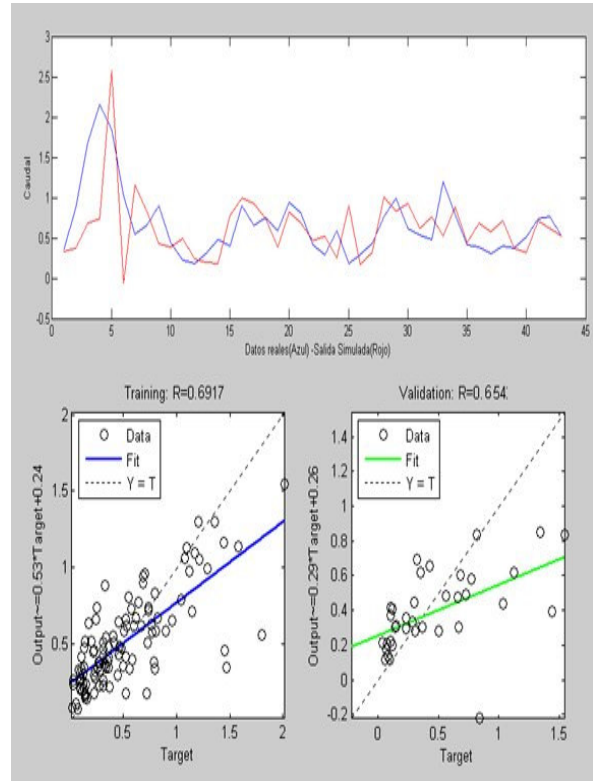 3
2.5
2
1.5
1
0.5
0
-0.5
Caudal
0 5 10 15 20 25 30 35 40 45
Datos reales(Azul) -Salida Simulada(Rojo)
Training: R=0.6917
2
1.5
1
0.5
Output~=0.53*Target+0.24
Data
Fit
Y = T
0.5 1 1.5 2
Target
Validation: R=0.654
1.4
1.2
1
0.8
0.6
0.4
0.2
0
-0.2
Output~=0.29*Target+0.26
Data
Fit
Y = T
0 0.5 1 1.5
Target